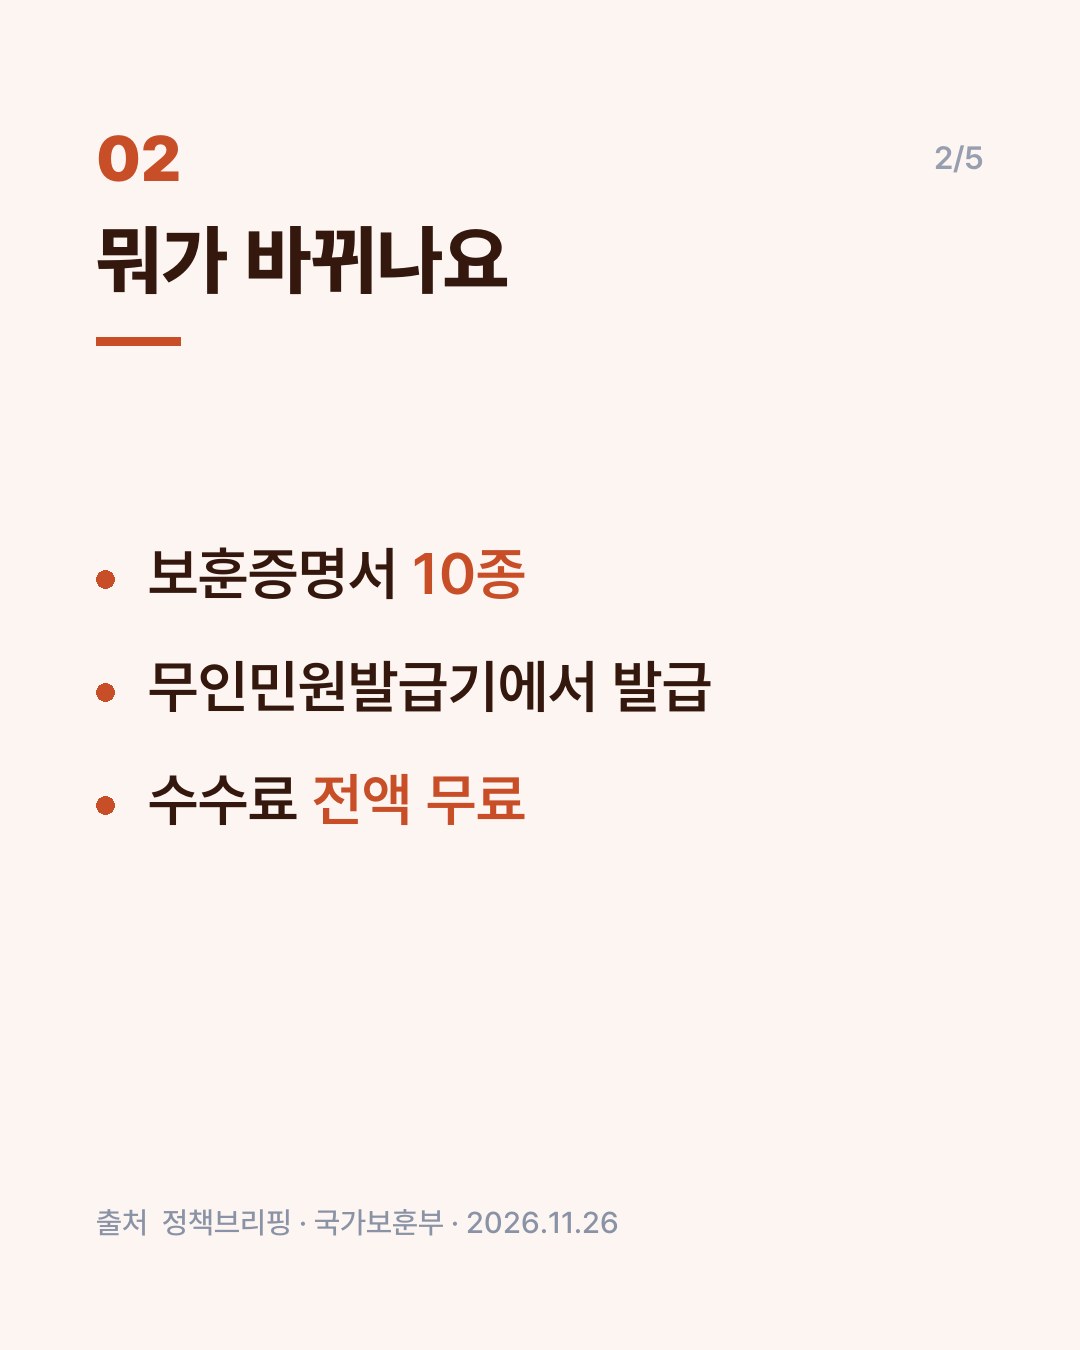 02
2/5
뭐가 바뀌나요
• 보훈증명서 10종
• 무인민원발급기에서 발급
• 수수료 전액 무료
출처 정책브리핑 · 국가보훈부 · 2026.11.26